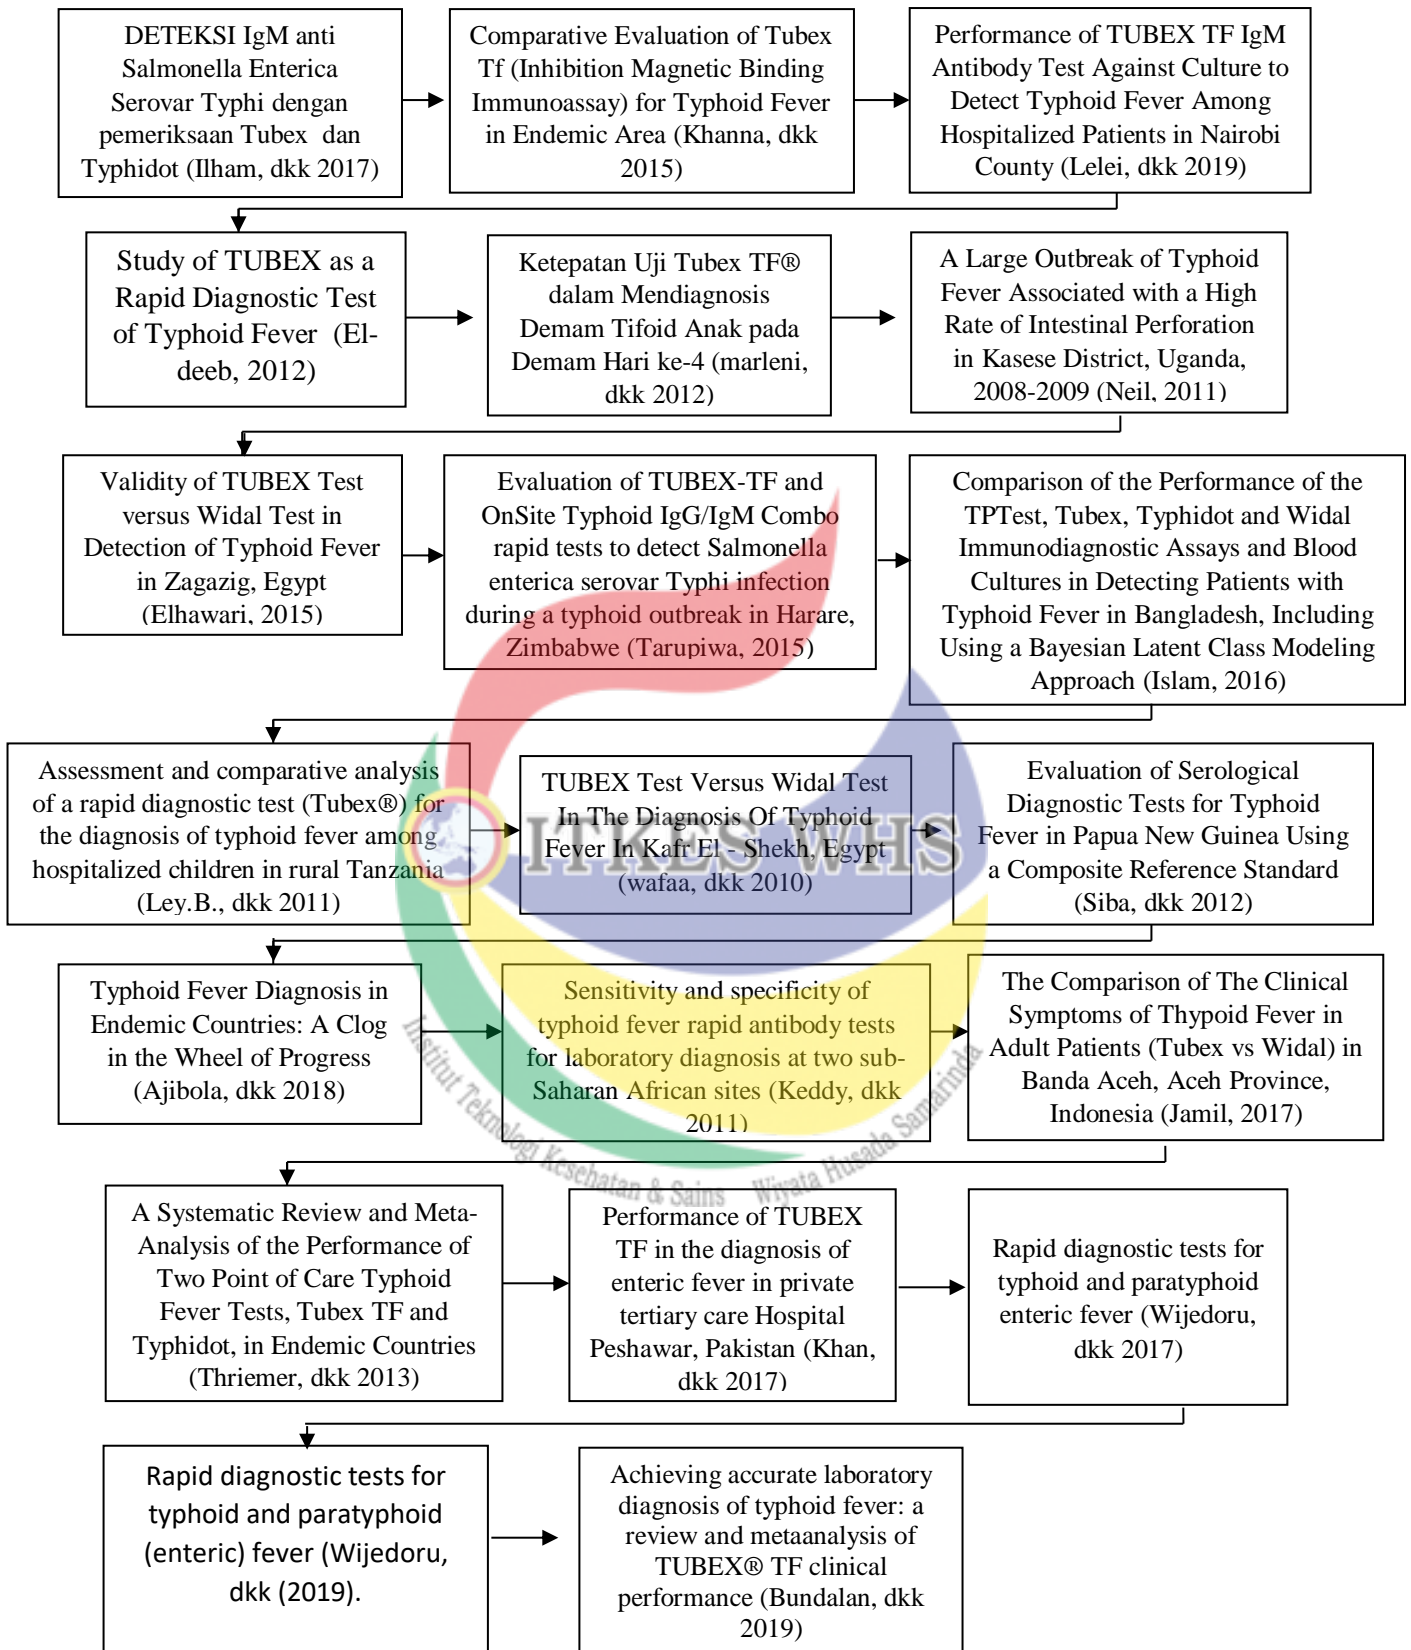 DETEKSI IgM anti
Salmonella Enterica
Serovar Typhi dengan
pemeriksaan Tubex dan
Typhidot (Ilham, dkk 2017)
Comparative Evaluation of Tubex
Tf (Inhibition Magnetic Binding
Immunoassay) for Typhoid Fever
in Endemic Area (Khanna, dkk
2015)
Performance of TUBEX TF IgM
Antibody Test Against Culture to
Detect Typhoid Fever Among
Hospitalized Patients in Nairobi
County (Lelei, dkk 2019)
Study of TUBEX as a
Rapid Diagnostic Test
of Typhoid Fever (El-
deeb, 2012)
Ketepatan Uji Tubex TF®
dalam Mendiagnosis
Demam Tifoid Anak pada
Demam Hari ke-4 (marleni,
dkk 2012)
A Large Outbreak of Typhoid
Fever Associated with a High
Rate of Intestinal Perforation
in Kasese District, Uganda,
2008-2009 (Neil, 2011)
Validity of TUBEX Test
versus Widal Test in
Detection of Typhoid Fever
in Zagazig, Egypt
(Elhawari, 2015)
Evaluation of TUBEX-TF and
OnSite Typhoid IgG/IgM Combo
rapid tests to detect Salmonella
enterica serovar Typhi infection
during a typhoid outbreak in Harare,
Zimbabwe (Tarupiwa, 2015)
Comparison of the Performance of the
TPTest, Tubex, Typhidot and Widal
Immunodiagnostic Assays and Blood
Cultures in Detecting Patients with
Typhoid Fever in Bangladesh, Including
Using a Bayesian Latent Class Modeling
Approach (Islam, 2016)
Assessment and comparative analysis
of a rapid diagnostic test (Tubex®) for
the diagnosis of typhoid fever among
hospitalized children in rural Tanzania
(Ley.B., dkk 2011)
TUBEX Test Versus Widal Test
In The Diagnosis Of Typhoid
Fever In Kafr El - Shekh, Egypt
(wafaa, dkk 2010)
Evaluation of Serological
Diagnostic Tests for Typhoid
Fever in Papua New Guinea Using
a Composite Reference Standard
(Siba, dkk 2012)
ITKES WHS
Typhoid Fever Diagnosis in
Endemic Countries: A Clog
in the Wheel of Progress
(Ajibola, dkk 2018)
Sensitivity and specificity of
typhoid fever rapid antibody tests
for laboratory diagnosis at two sub-
Saharan African sites (Keddy, dkk
2011)
The Comparison of The Clinical
Symptoms of Thypoid Fever in
Adult Patients (Tubex vs Widal) in
Banda Aceh, Aceh Province,
Indonesia (Jamil, 2017)
Institut Teknologi Kesehatan & Sains Wiyata Husada Samarinda
A Systematic Review and Meta-
Analysis of the Performance of
Two Point of Care Typhoid
Fever Tests, Tubex TF and
Typhidot, in Endemic Countries
(Thriemer, dkk 2013)
Performance of TUBEX
TF in the diagnosis of
enteric fever in private
tertiary care Hospital
Peshawar, Pakistan (Khan,
dkk 2017)
Rapid diagnostic tests for
typhoid and paratyphoid
enteric fever (Wijedoru,
dkk 2017)
Rapid diagnostic tests for
typhoid and paratyphoid
(enteric) fever (Wijedoru,
dkk (2019).
Achieving accurate laboratory
diagnosis of typhoid fever: a
review and metaanalysis of
TUBEX® TF clinical
performance (Bundalan, dkk
2019)